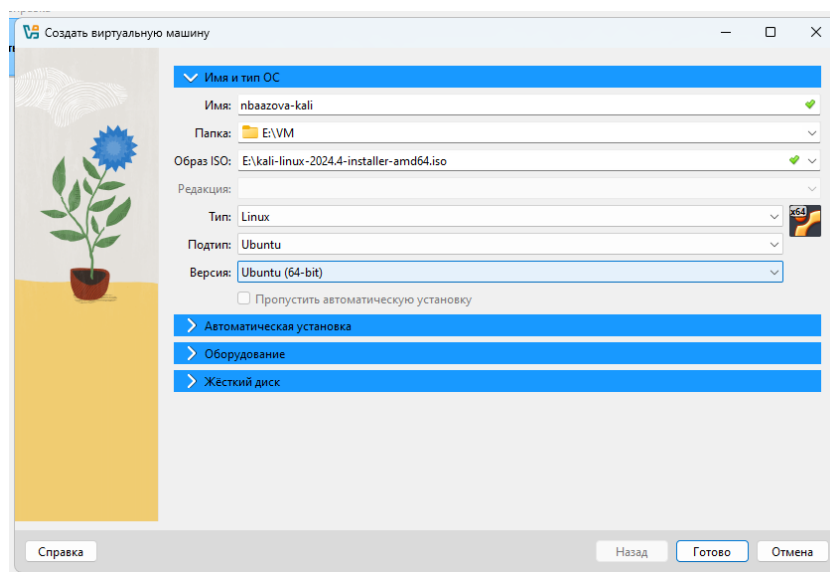 Создать виртуальную машину
Имя и тип ОС
Имя: nbaazova-kali
Папка: E:\VM
Образ ISO: E:\kali-linux-2024.4-installer-amd64.iso
Редакция:
Тип: Linux
x64
Подтип: Ubuntu
Версия: Ubuntu (64-bit)
Пропустить автоматическую установку
Автоматическая установка
Оборудование
Жёсткий диск
Справка
Назад
Готово
Отмена